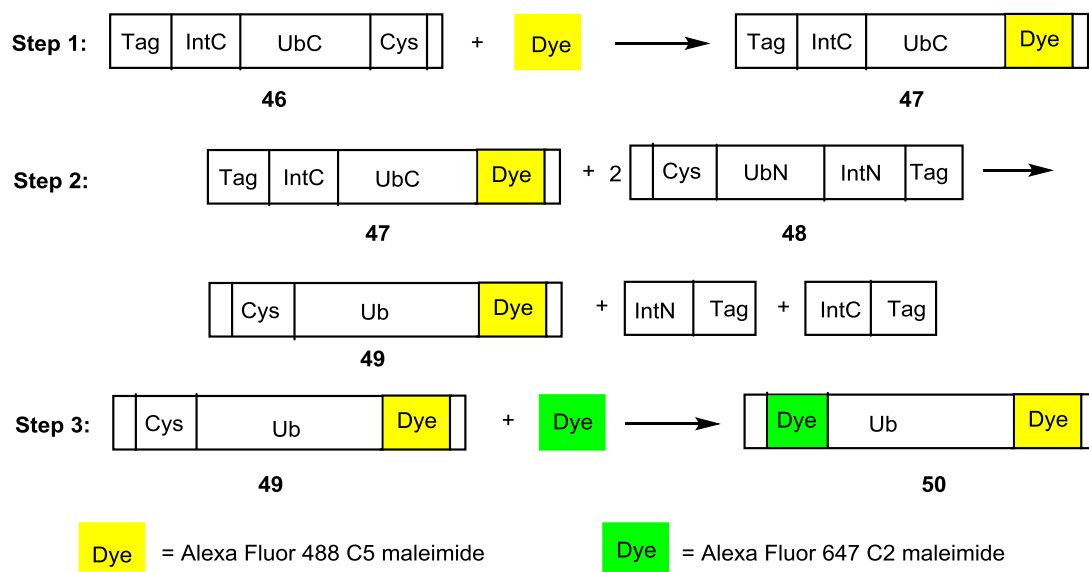 Step 1: Tag IntC UbC Cys + Dye Tag IntC UbC Dye
46 47
Step 2: Tag IntC UbC Dye + 2 Cys UbN IntN Tag
47 48
Cys Ub Dye + IntN Tag + IntC Tag
49
Step 3: Cys Ub Dye + Dye Dye Ub Dye
49 50
Dye = Alexa Fluor 488 C5 maleimide Dye = Alexa Fluor 647 C2 maleimide